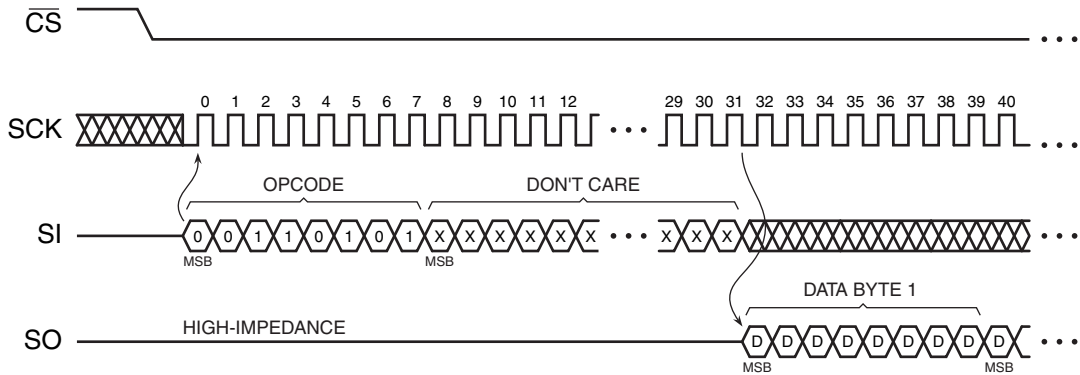 CS
SCK
0 1 2 3 4 5 6 7 8 9 10 11 12 29 30 31 32 33 34 35 36 37 38 39 40
OPCODE DON'T CARE
SI
0 0 1 1 0 1 0 1 X X X X X X X X X
MSB MSB
DATA BYTE 1
SO
HIGH-IMPEDANCE
D D D D D D D D D
MSB MSB